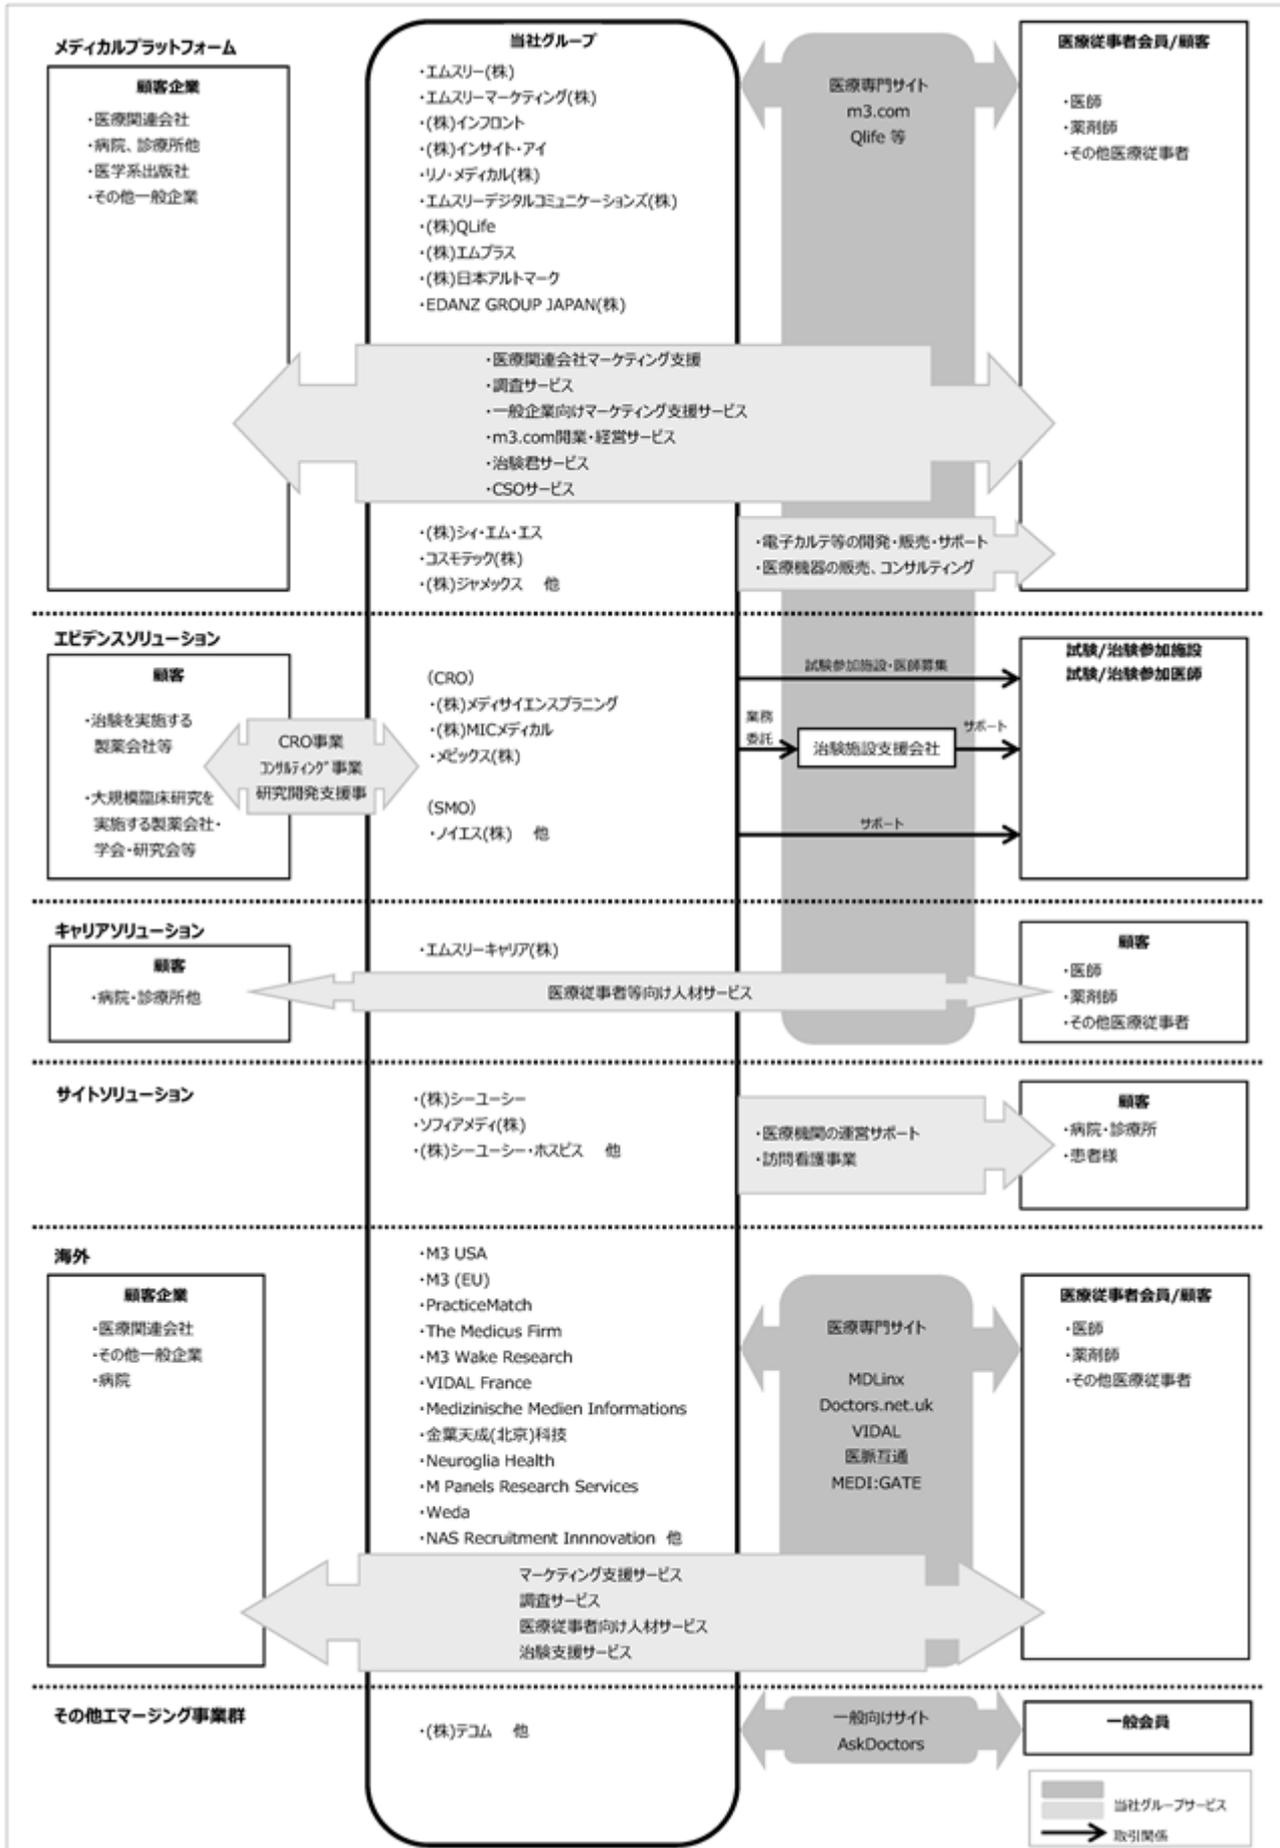 メディカルプラットフォーム
顧客企業
・医療関連会社
・病院、診療所他
・医学系出版社
・その他一般企業
当社グループ
・エムスリー(株)
・エムスリーマーケティング(株)
・(株)インフロント
・(株)インサイト・アイ
・リノ・メディカル(株)
・エムスリーデジタルコミュニケーションズ(株)
・(株)QLife
・(株)エムプラス
・(株)日本アルトマーク
・EDANZ GROUP JAPAN(株)
医療専門サイト
m3.com
Qlife 等
医療従事者会員/顧客
・医師
・薬剤師
・その他医療従事者
・医療関連会社マーケティング支援
・調査サービス
・一般企業向けマーケティング支援サービス
・m3.com開業・経営サービス
・治験君サービス
・CSOサービス
・(株)シィ・エム・エス
・コスモテック(株)
・(株)ジャメックス 他
・電子カルテ等の開発・販売・サポート
・医療機器の販売、コンサルティング
エビデンスソリューション
顧客
・治験を実施する
製薬会社等
・大規模臨床研究を
実施する製薬会社・
学会・研究会等
CRO事業
コンサルティング事業
研究開発支援事
(CRO)
・(株)メディサイエンスプラニング
・(株)MICメディカル
・メビックス(株)
(SMO)
・ノイエス(株) 他
試験参加施設・医師募集
業務
委託
治験施設支援会社
サポート
サポート
試験/治験参加施設
試験/治験参加医師
キャリアソリューション
顧客
・病院・診療所他
・エムスリーキャリア(株)
医療従事者等向け人材サービス
顧客
・医師
・薬剤師
・その他医療従事者
サイトソリューション
・(株)シーユーシー
・ソフィアメディ(株)
・(株)シーユーシー・ホスピス 他
・医療機関の運営サポート
・訪問看護事業
顧客
・病院・診療所
・患者様
海外
顧客企業
・医療関連会社
・その他一般企業
・病院
・M3 USA
・M3 (EU)
・PracticeMatch
・The Medicus Firm
・M3 Wake Research
・VIDAL France
・Medizinische Medien Informations
・金葉天成(北京)科技
・Neuroglia Health
・M Panels Research Services
・Weda
・NAS Recruitment Innnovation 他
医療専門サイト
MDLinx
Doctors.net.uk
VIDAL
医脈互通
MEDI:GATE
医療従事者会員/顧客
・医師
・薬剤師
・その他医療従事者
マーケティング支援サービス
調査サービス
医療従事者向け人材サービス
治験支援サービス
その他エマージング事業群
・(株)テコム 他
一般向けサイト
AskDoctors
一般会員
当社グループサービス
取引関係